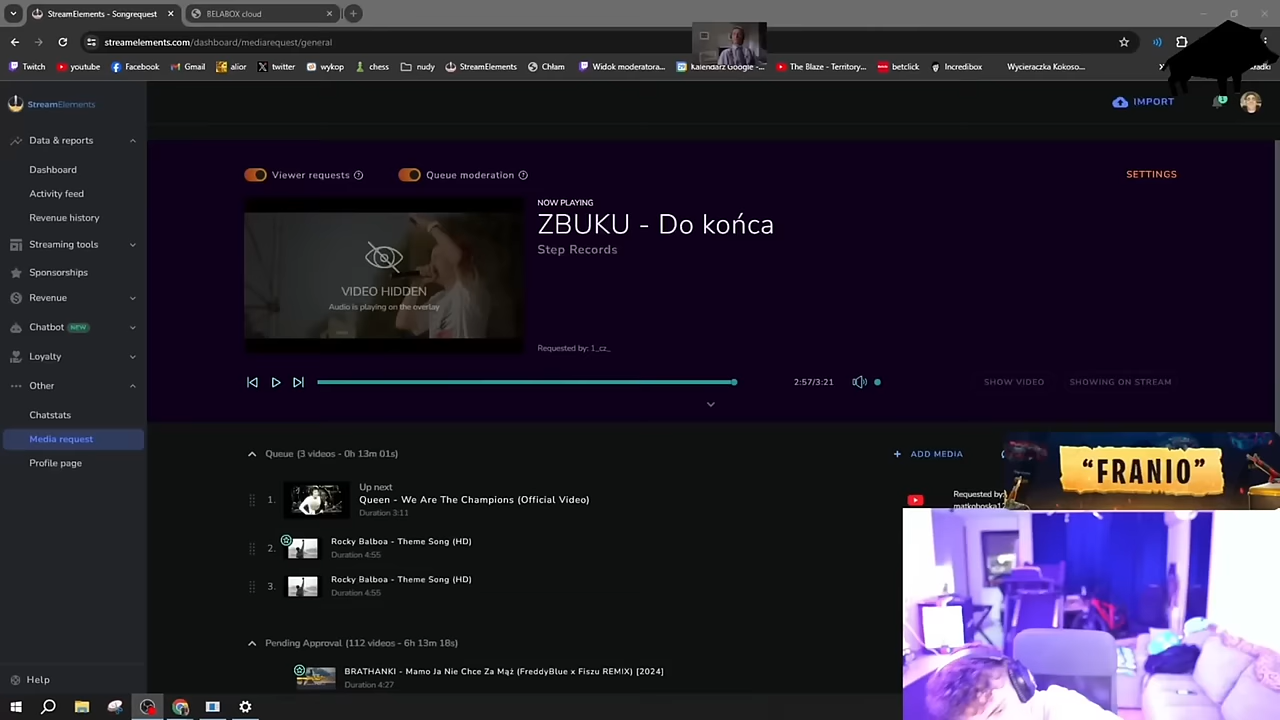 StreamElements - Songrequest
BELABOX cloud
streamelements.com/dashboard/mediarequest/general
Twitch
youtube
Facebook
Gmail
alior
twitter
wykop
chess
nudy
StreamElements
Chłam
Widok moderatora...
Kalendarz Google -...
The Blaze - Territory...
betclick
Incredibox
Wycieraczka Kokoso...
StreamElements
IMPORT
1
Data & reports
Dashboard
Activity feed
Revenue history
Streaming tools
Sponsorships
Revenue
Chatbot NEW
Loyalty
Other
Chatstats
Media request
Profile page
Help
Viewer requests
Queue moderation
SETTINGS
VIDEO HIDDEN
Audio is playing on the overlay
NOW PLAYING
ZBUKU - Do końca
Step Records
Requested by: 1_cz_
2:57/3:21
SHOW VIDEO
SHOWING ON STREAM
Queue (3 videos - 0h 13m 01s)
+ ADD MEDIA
1.
Up next
Queen - We Are The Champions (Official Video)
Duration 3:11
Requested by:
2.
Rocky Balboa - Theme Song (HD)
Duration 4:55
3.
Rocky Balboa - Theme Song (HD)
Duration 4:55
Pending Approval (112 videos - 6h 13m 18s)
BRATHANKI - Mamo Ja Nie Chce Za Mąż (FreddyBlue x Fiszu REMIX) [2024]
Duration 4:27
“FRANIO”